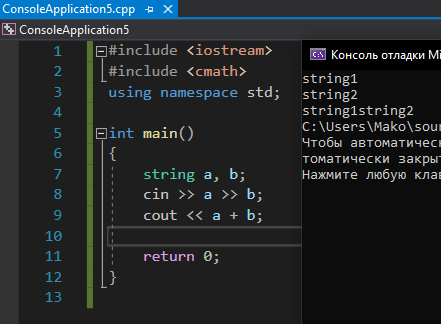 ConsoleApplication5.cpp
ConsoleApplication5
1 #include <iostream>
2 #include <cmath>
3 using namespace std;
4
5 int main()
6 {
7 string a, b;
8 cin >> a >> b;
9 cout << a + b;
10
11 return 0;
12 }
13
Консоль отладки Mi
string1
string2
string1string2
C:\Users\Mako\sour
Чтобы автоматическ
томатически закрыт
Нажмите любую клав